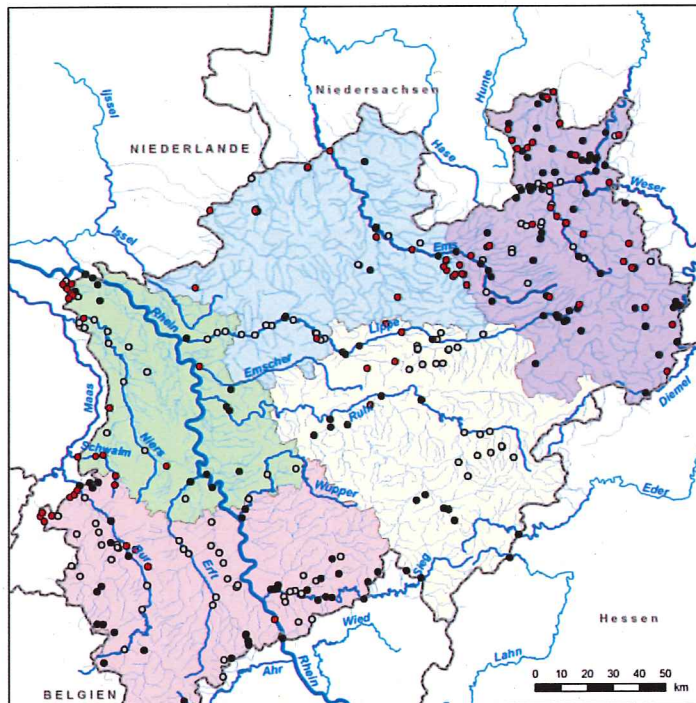 Ijssel
Niedersachsen
Hunte
NIEDERLANDE
Hase
Weser
Issel
Ems
Rhein
Lippe
Emscher
Maas
Ruhr
Diemel
Niers
Schwalm
Wupper
Eder
Rur
Erft
Sieg
Hessen
Wied
Lahn
Rhein
Ahr
BELGIEN
0 10 20 30 40 50
km